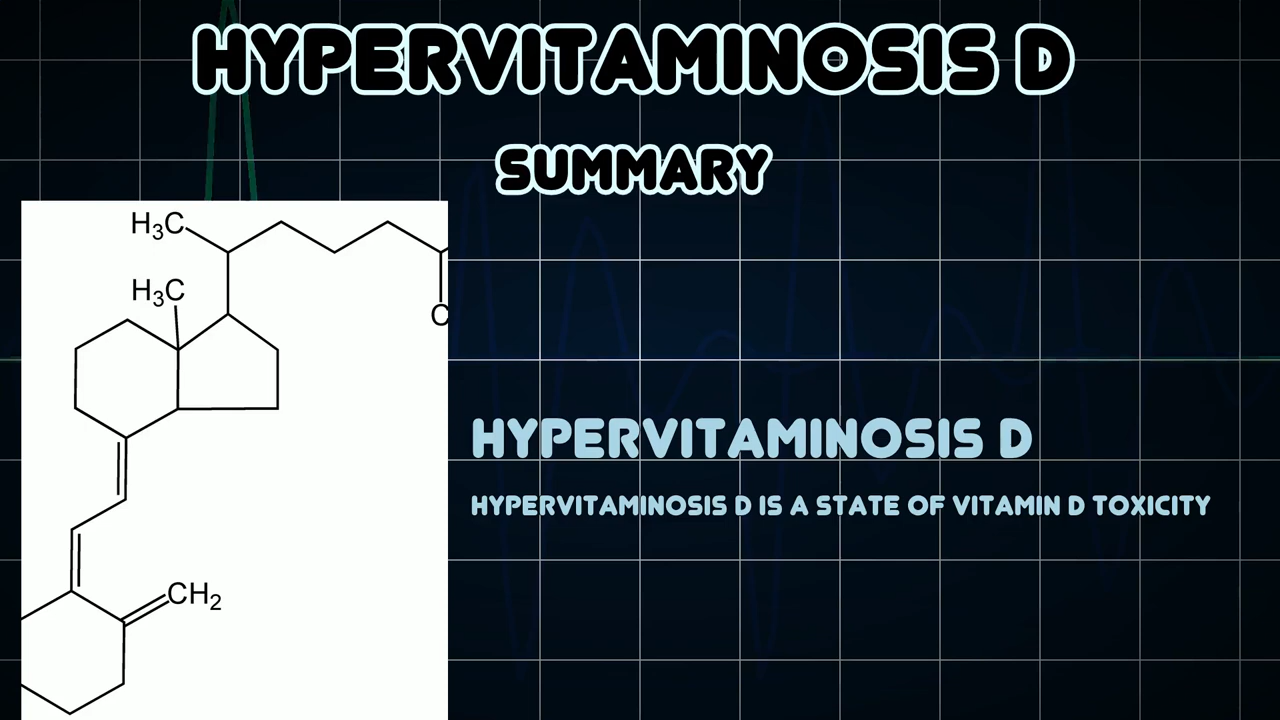 HYPERVITAMINOSIS D
SUMMARY
H₃C
H₃C
C
HYPERVITAMINOSIS D
HYPERVITAMINOSIS D IS A STATE OF VITAMIN D TOXICITY
CH₂